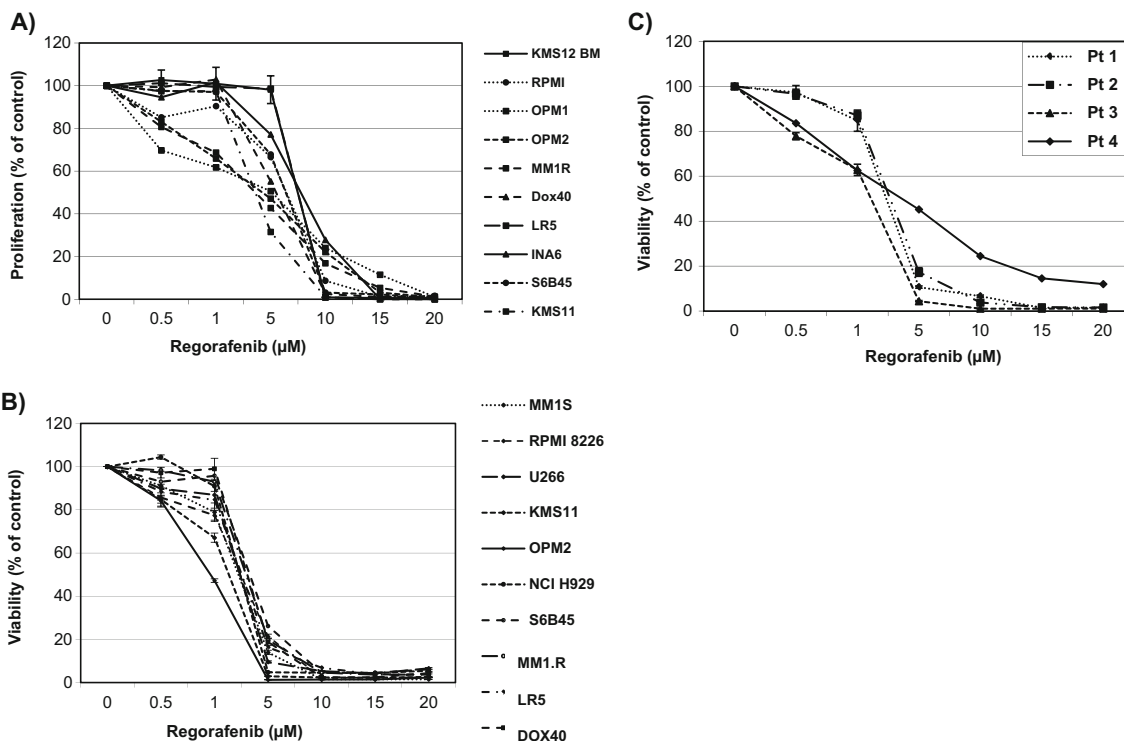 A)
Proliferation (% of control)
120
100
80
60
40
20
0
0 0.5 1 5 10 15 20
Regorafenib (µM)
KMS12 BM
RPMI
OPM1
OPM2
MM1R
Dox40
LR5
INA6
S6B45
KMS11
C)
Viability (% of control)
120
100
80
60
40
20
0
0 0.5 1 5 10 15 20
Regorafenib (µM)
Pt 1
Pt 2
Pt 3
Pt 4
B)
Viability (% of control)
120
100
80
60
40
20
0
0 0.5 1 5 10 15 20
Regorafenib (µM)
MM1S
RPMI 8226
U266
KMS11
OPM2
NCI H929
S6B45
MM1.R
LR5
DOX40